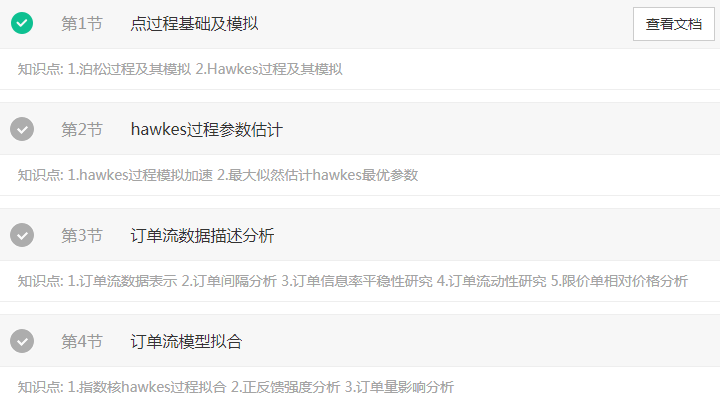 第1节 点过程基础及模拟 查看文档
知识点: 1.泊松过程及其模拟 2.Hawkes过程及其模拟
第2节 hawkes过程参数估计
知识点: 1.hawkes过程模拟加速 2.最大似然估计hawkes最优参数
第3节 订单流数据描述分析
知识点: 1.订单流数据表示 2.订单间隔分析 3.订单信息率平稳性研究 4.订单流动性研究 5.限价单相对价格分析
第4节 订单流模型拟合
知识点: 1.指数核hawkes过程拟合 2.正反馈强度分析 3.订单量影响分析